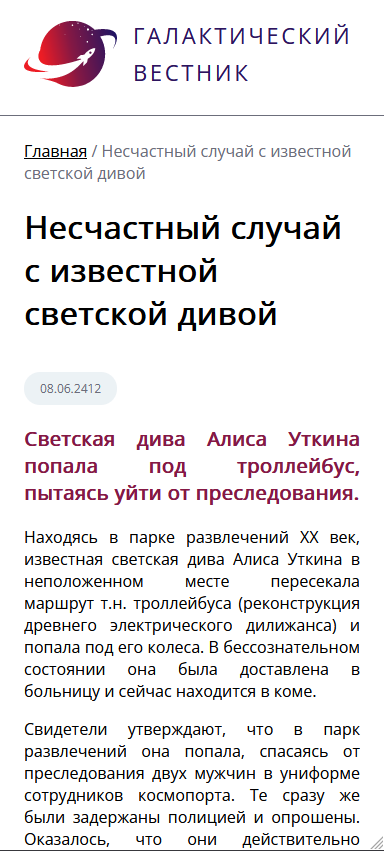 ГАЛАКТИЧЕСКИЙ
ВЕСТНИК
Главная / Несчастный случай с известной
светской дивой
Несчастный случай
с известной
светской дивой
08.06.2412
Светская дива Алиса Уткина
попала под троллейбус,
пытаясь уйти от преследования.
Находясь в парке развлечений XX век,
известная светская дива Алиса Уткина в
неположенном месте пересекала
маршрут т.н. троллейбуса (реконструкция
древнего электрического дилижанса) и
попала под его колеса. В бессознательном
состоянии она была доставлена в
больницу и сейчас находится в коме.
Свидетели утверждают, что в парк
развлечений она попала, спасаясь от
преследования двух мужчин в униформе
сотрудников космопорта. Те сразу же
были задержаны полицией и опрошены.
Оказалось, что они действительно